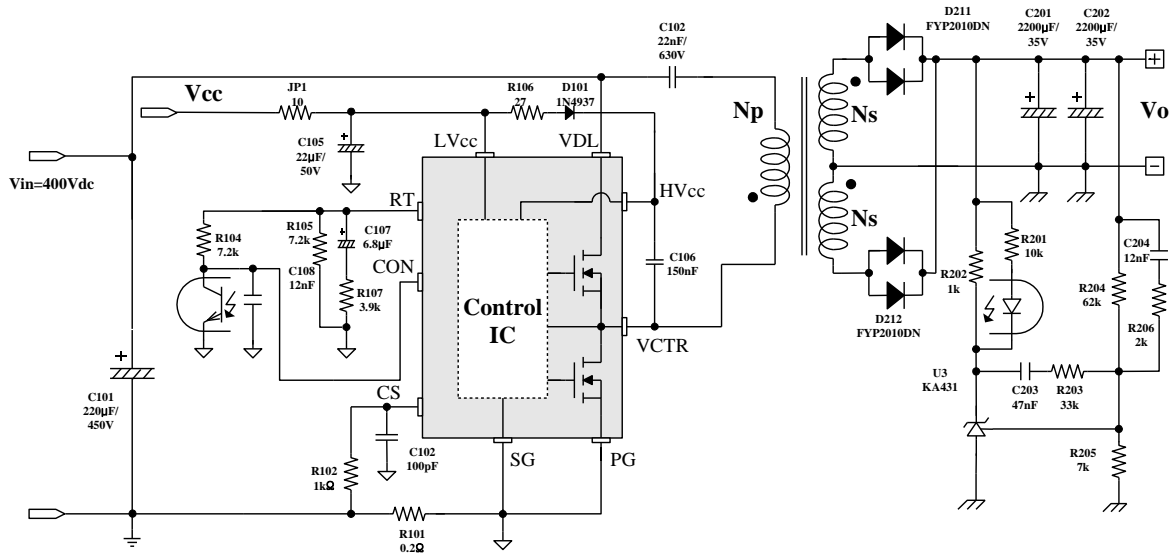 D211
FYP2010DN
C201
2200µF/
35V
C202
2200µF/
35V
C102
22nF/
630V
Vcc
JP1
10
R106
27
D101
1N4937
Np
Ns
Vo
C105
22µF/
50V
LVcc
VDL
Vin=400Vdc
HVcc
RT
Ns
R104
7.2k
R105
7.2k
C107
6.8µF
C108
12nF
CON
R107
3.9k
C106
150nF
R201
10k
C204
12nF
R202
1k
R204
62k
Control
IC
D212
FYP2010DN
R206
2k
VCTR
U3
KA431
C203
47nF
R203
33k
C101
220µF/
450V
CS
C102
100pF
SG
PG
R205
7k
R102
1kΩ
R101
0.2Ω